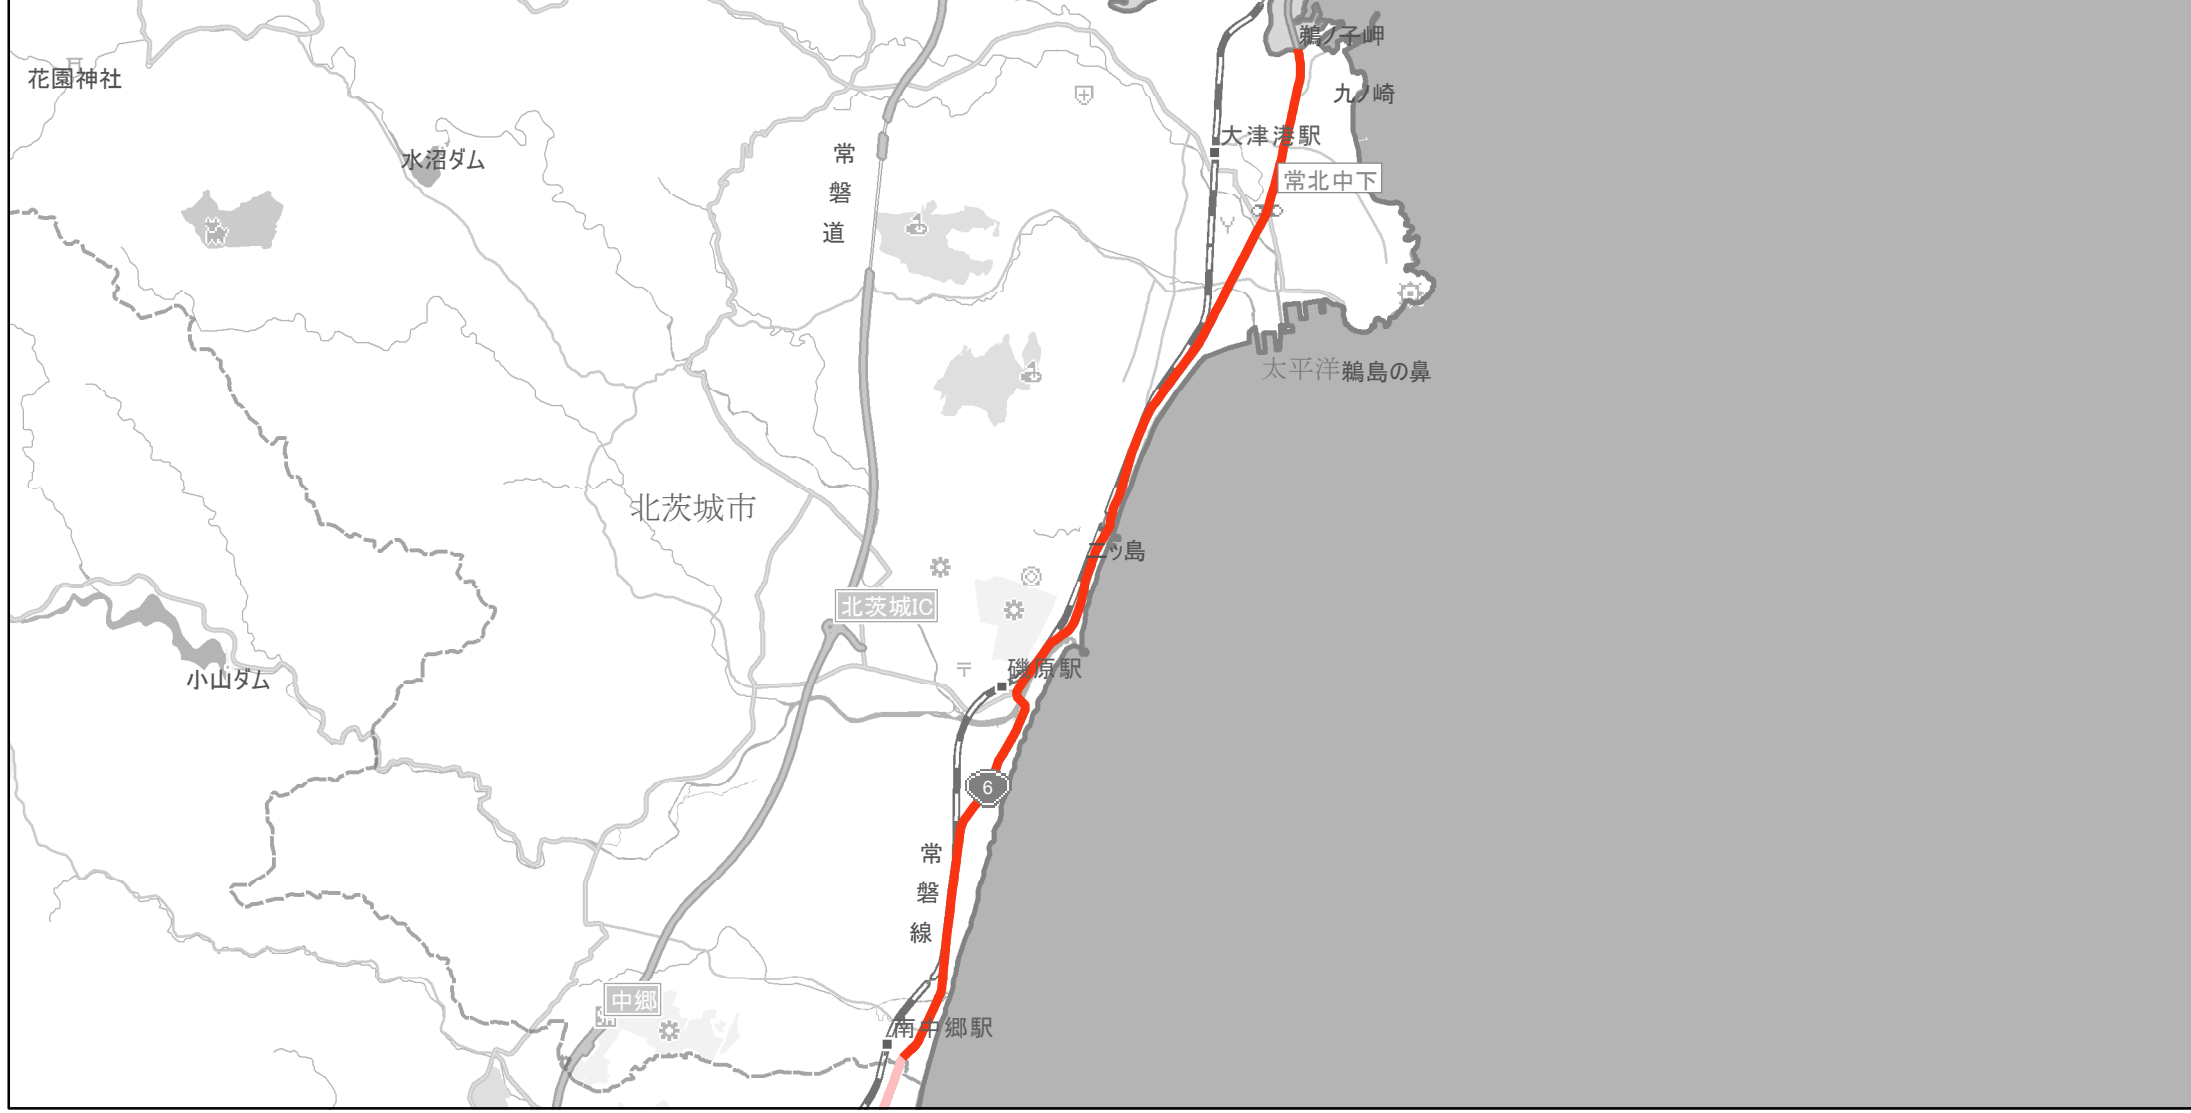 鵜ノ子岬
花園神社
九ノ崎
大津港駅
水沼ダム
常磐道
常北中下
太平洋
鵜島の鼻
北茨城市
二ッ島
北茨城IC
磯原駅
小山ダム
6
常磐線
中郷
南中郷駅